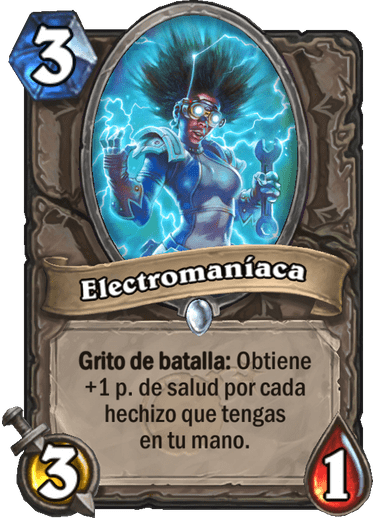 3
Electromaníaca
Grito de batalla: Obtiene
+1 p. de salud por cada
hechizo que tengas
en tu mano.
3
1